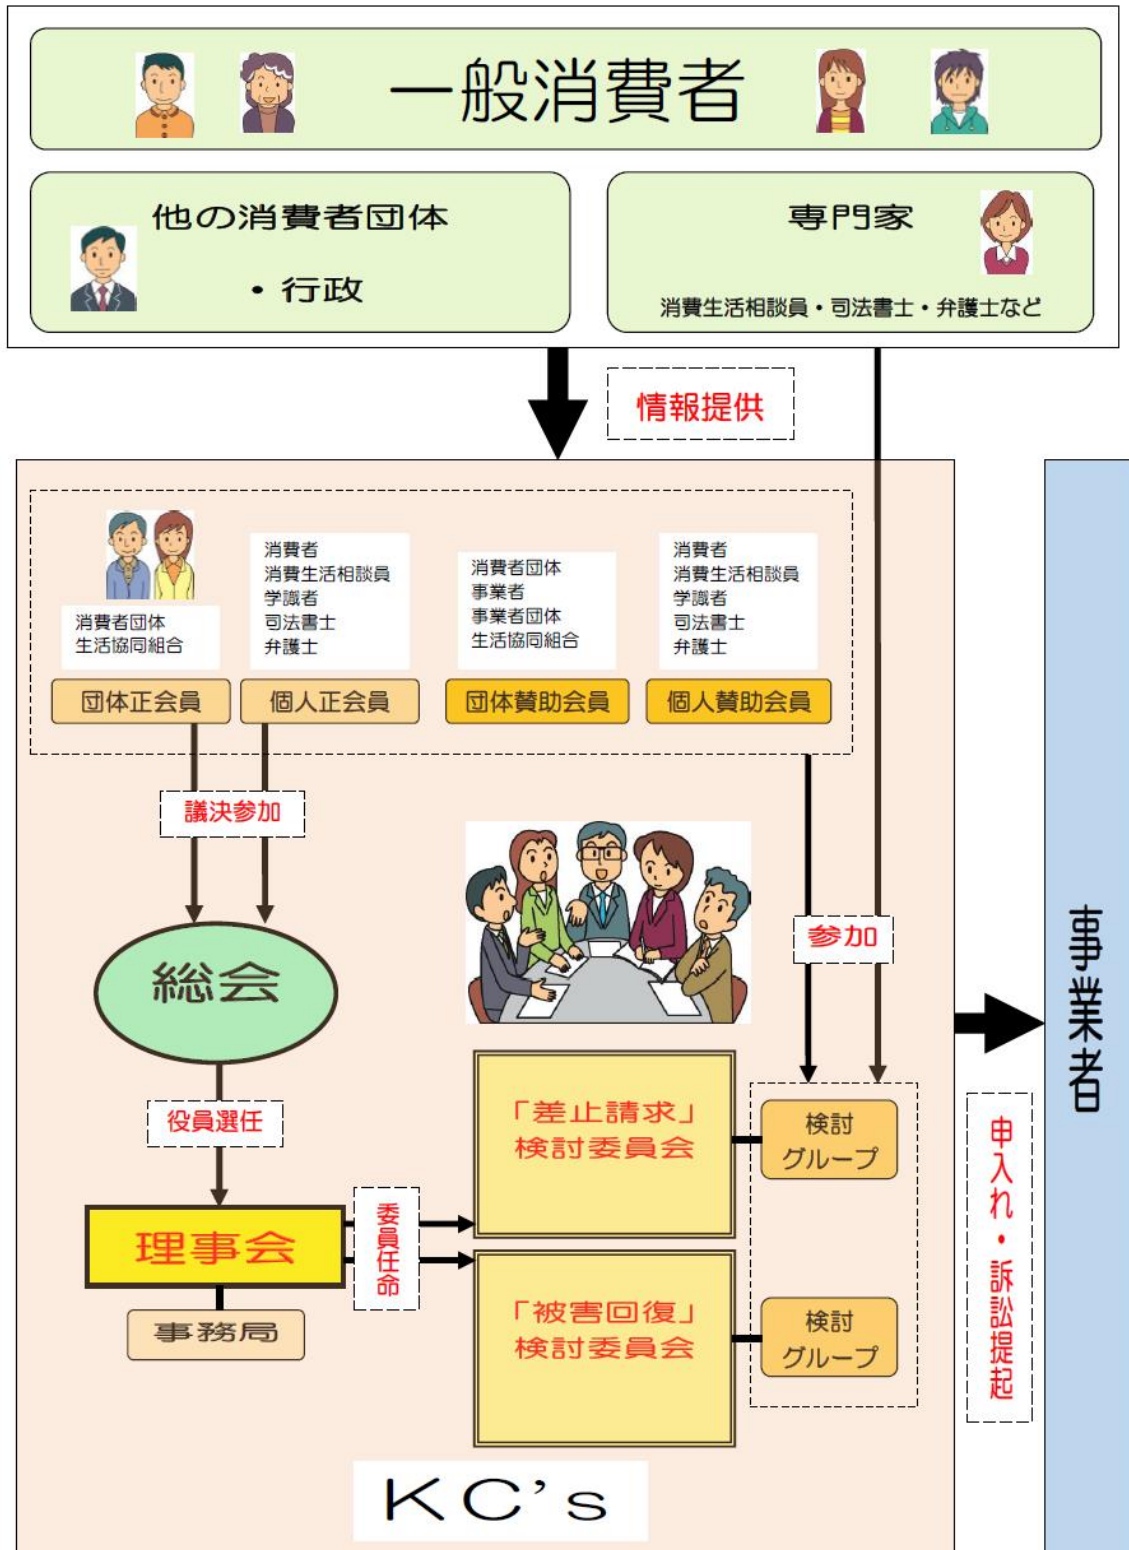 一般消費者
他の消費者団体
・行政
専門家
消費生活相談員・司法書士・弁護士など
情報提供
消費者団体
生活協同組合
団体正会員
消費者
消費生活相談員
学識者
司法書士
弁護士
個人正会員
消費者団体
事業者
事業者団体
生活協同組合
団体賛助会員
消費者
消費生活相談員
学識者
司法書士
弁護士
個人賛助会員
議決参加
総会
役員選任
理事会
事務局
委員任命
参加
「差止請求」
検討委員会
検討
グループ
「被害回復」
検討委員会
検討
グループ
申入れ・訴訟提起
事業者
KC's